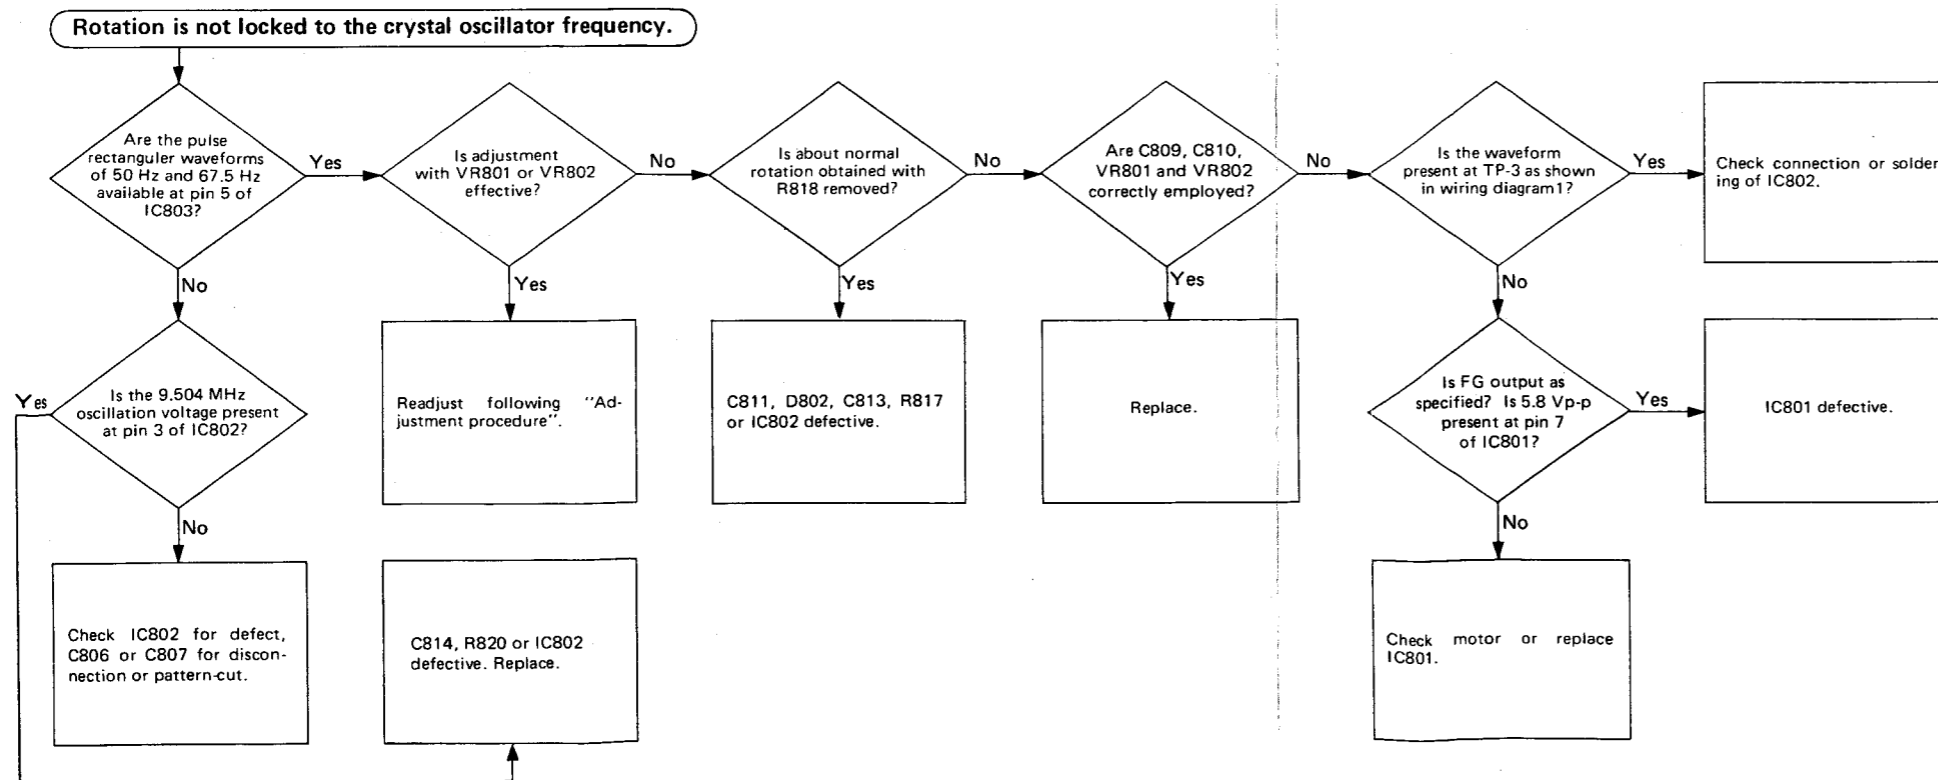 Rotation is not locked to the crystal oscillator frequency.
Are the pulse
rectanguler waveforms
of 50 Hz and 67.5 Hz
available at pin 5 of
IC803?
Yes
Is adjustment
with VR801 or VR802
effective?
No
Is about normal
rotation obtained with
R818 removed?
No
Are C809, C810,
VR801 and VR802
correctly employed?
No
Is the waveform
present at TP-3 as shown
in wiring diagram1?
Yes
Check connection or solder-
ing of IC802.
No
Yes
Yes
Yes
No
Yes
Is the 9.504 MHz
oscillation voltage present
at pin 3 of IC802?
Readjust following "Ad-
justment procedure".
C811, D802, C813, R817
or IC802 defective.
Replace.
Is FG output as
specified? Is 5.8 Vp-p
present at pin 7
of IC801?
Yes
IC801 defective.
No
No
Check IC802 for defect,
C806 or C807 for discon-
nection or pattern-cut.
C814, R820 or IC802
defective. Replace.
Check motor or replace
IC801.